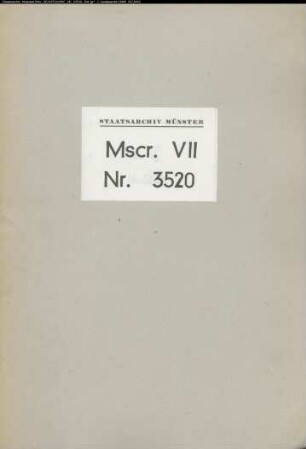 STAATSARCHIV MÜNSTER
Mscr. VII
Nr. 3520